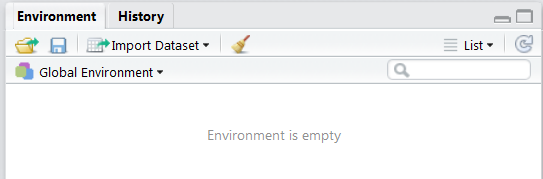 Environment History
Import Dataset List
Global Environment
Environment is empty